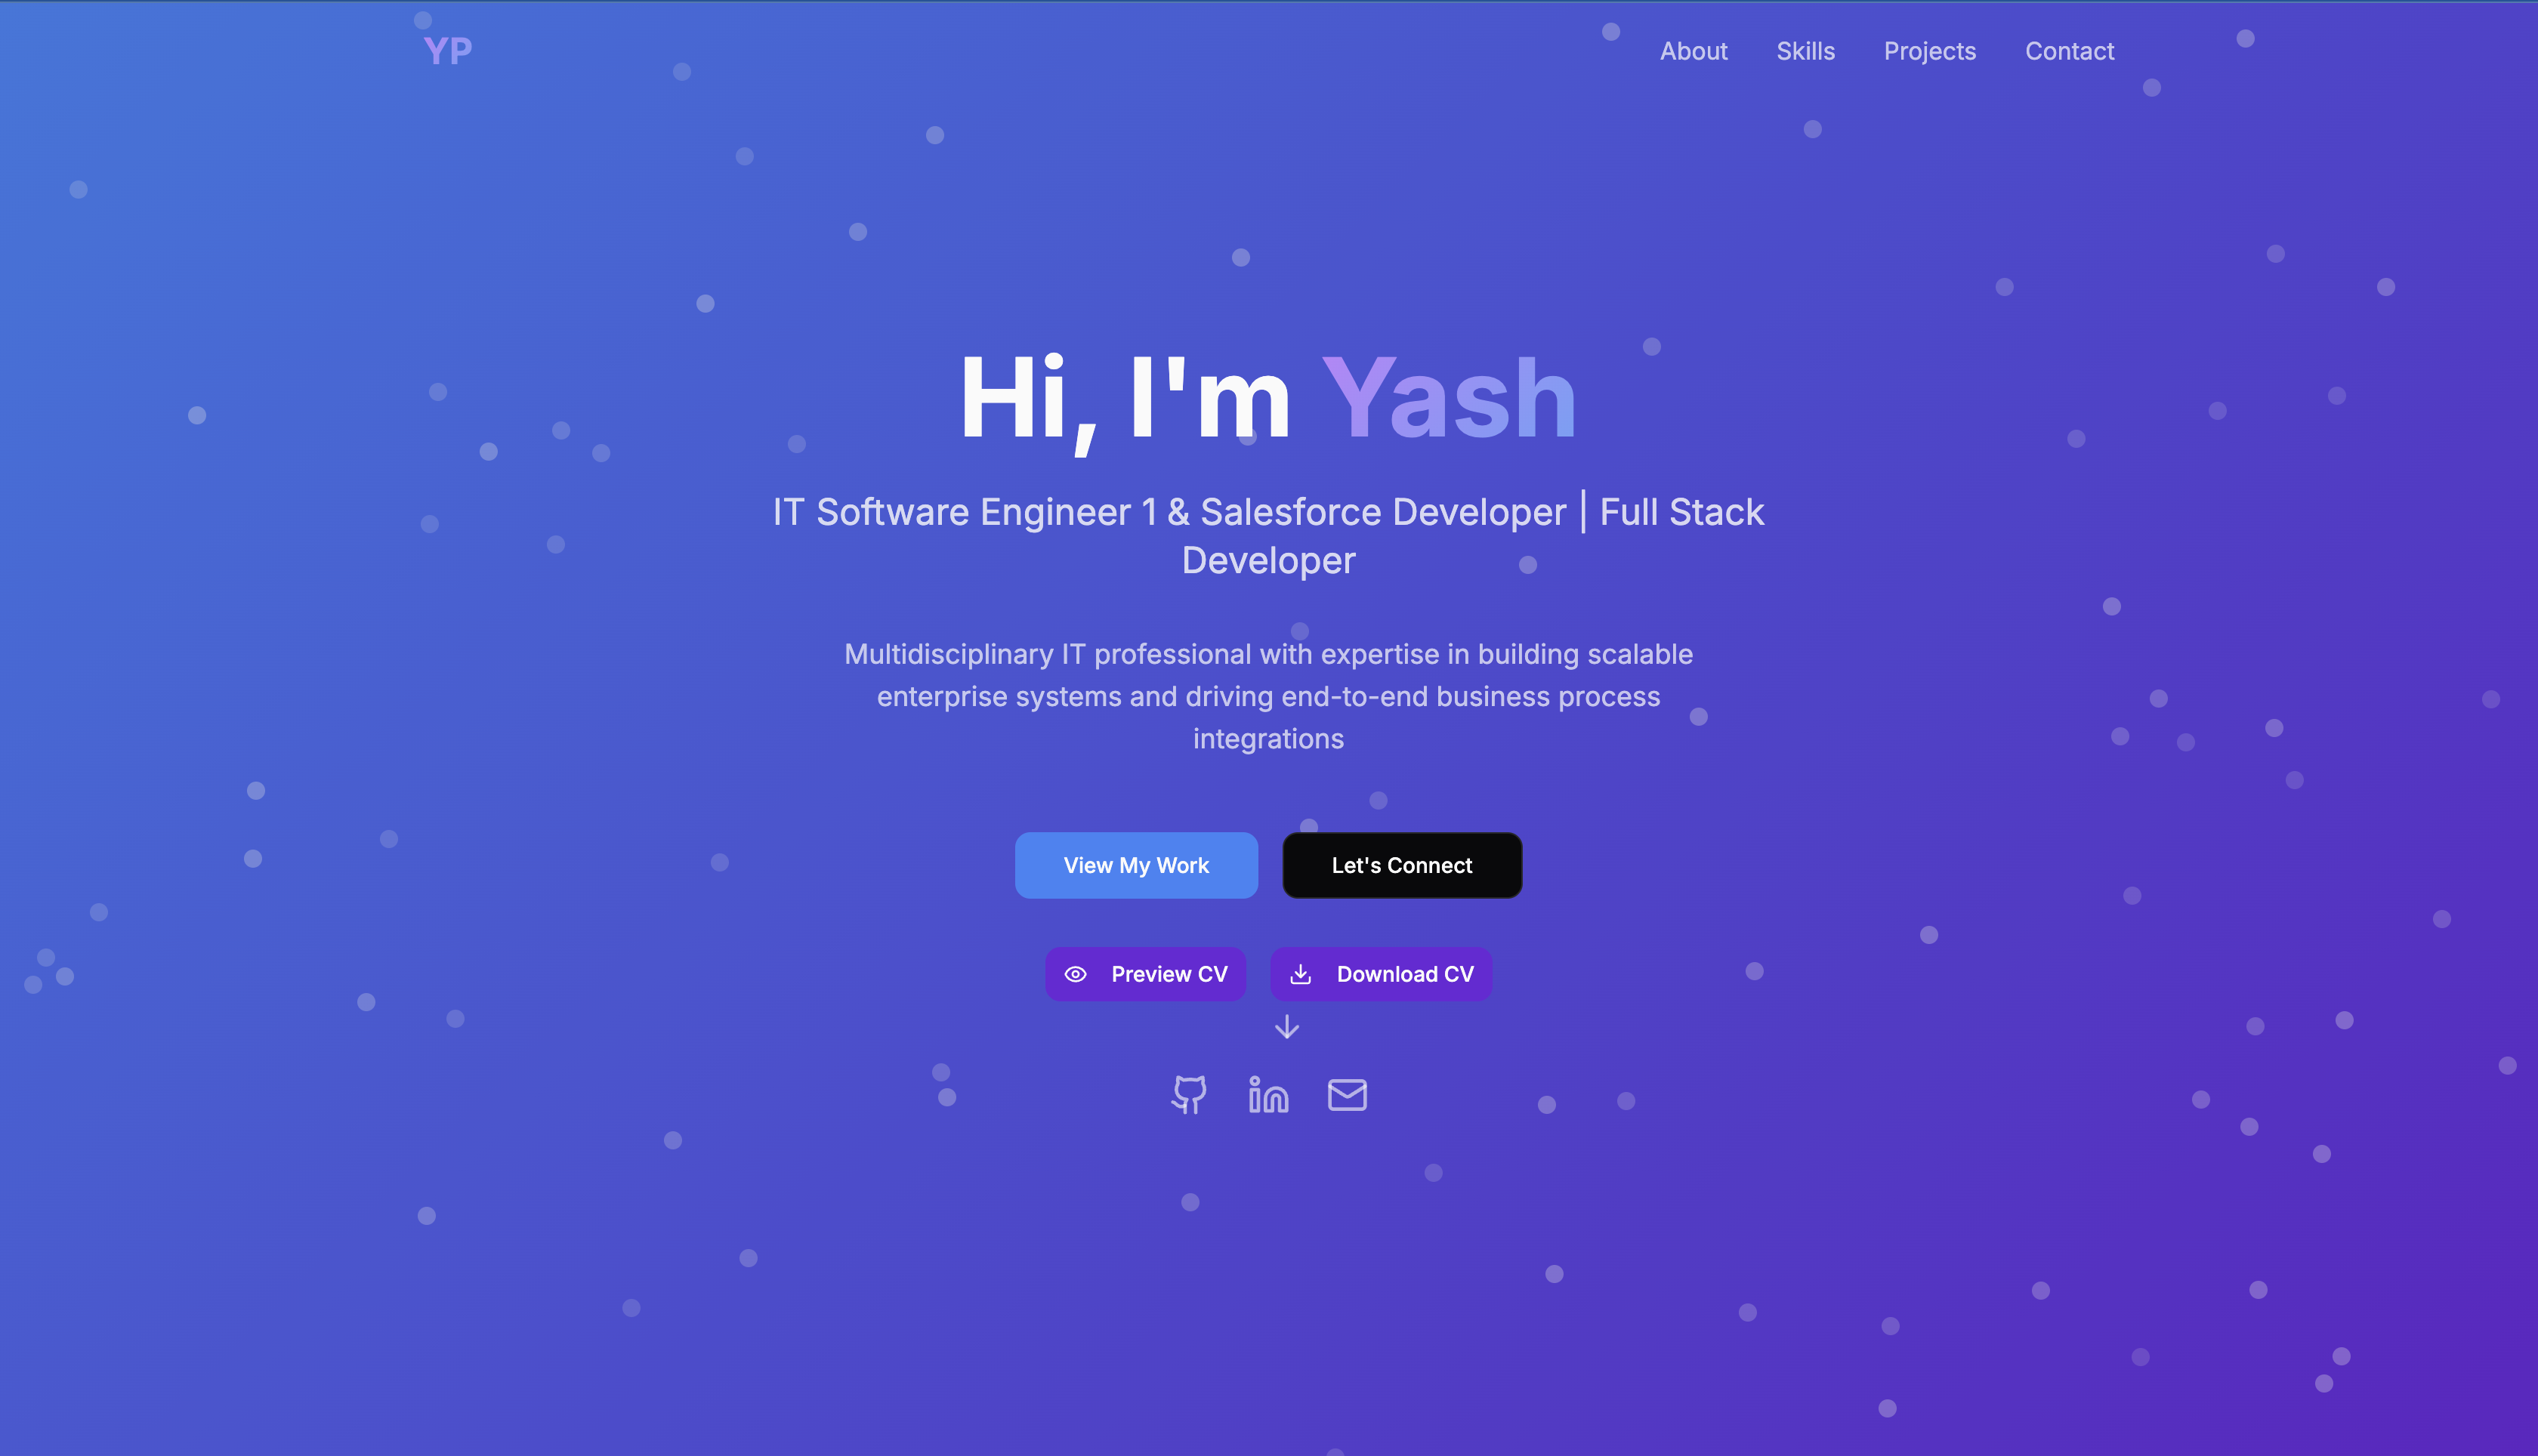 YP
About Skills Projects Contact
Hi, I'm Yash
IT Software Engineer 1 & Salesforce Developer | Full Stack
Developer
Multidisciplinary IT professional with expertise in building scalable
enterprise systems and driving end-to-end business process
integrations
View My Work
Let's Connect
Preview CV
Download CV
in